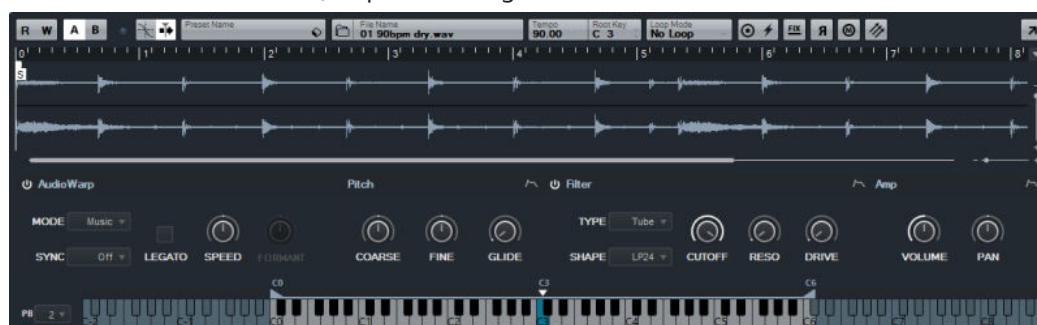 R W A B Preset Name File Name Tempo Root Key Loop Mode
01 90bpm dry.wav 90.00 C 3 No Loop FIX R M
0 1 2 3 4 5 6 7 8
S
AudioWarp Pitch Filter Amp
MODE Music TYPE Tube
SYNC Off LEGATO SPEED FORMANT COARSE FINE GLIDE SHAPE LP24 CUTOFF RESO DRIVE VOLUME PAN
C0 C3 C6
PB 2 C-2 C-1 C0 C1 C2 C3 C4 C5 C6 C7 C8